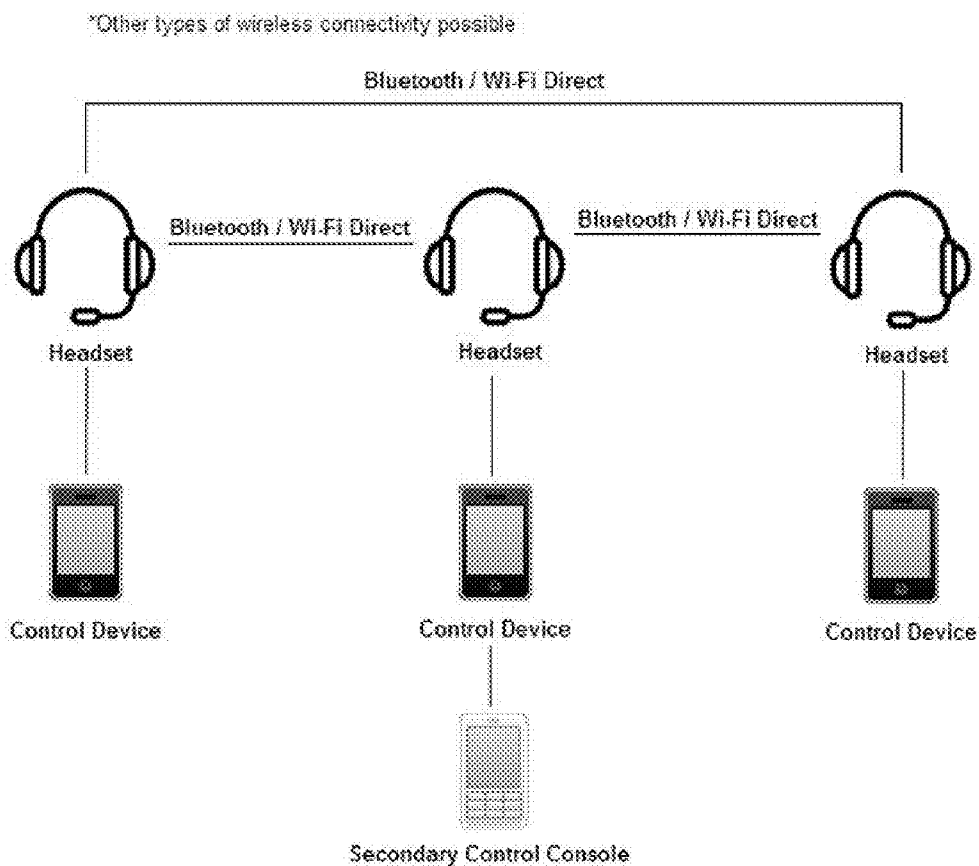 *Other types of wireless connectivity possible
Bluetooth / Wi-Fi Direct
Bluetooth / Wi-Fi Direct
Bluetooth / Wi-Fi Direct
Headset
Headset
Headset
Control Device
Control Device
Control Device
Secondary Control Console